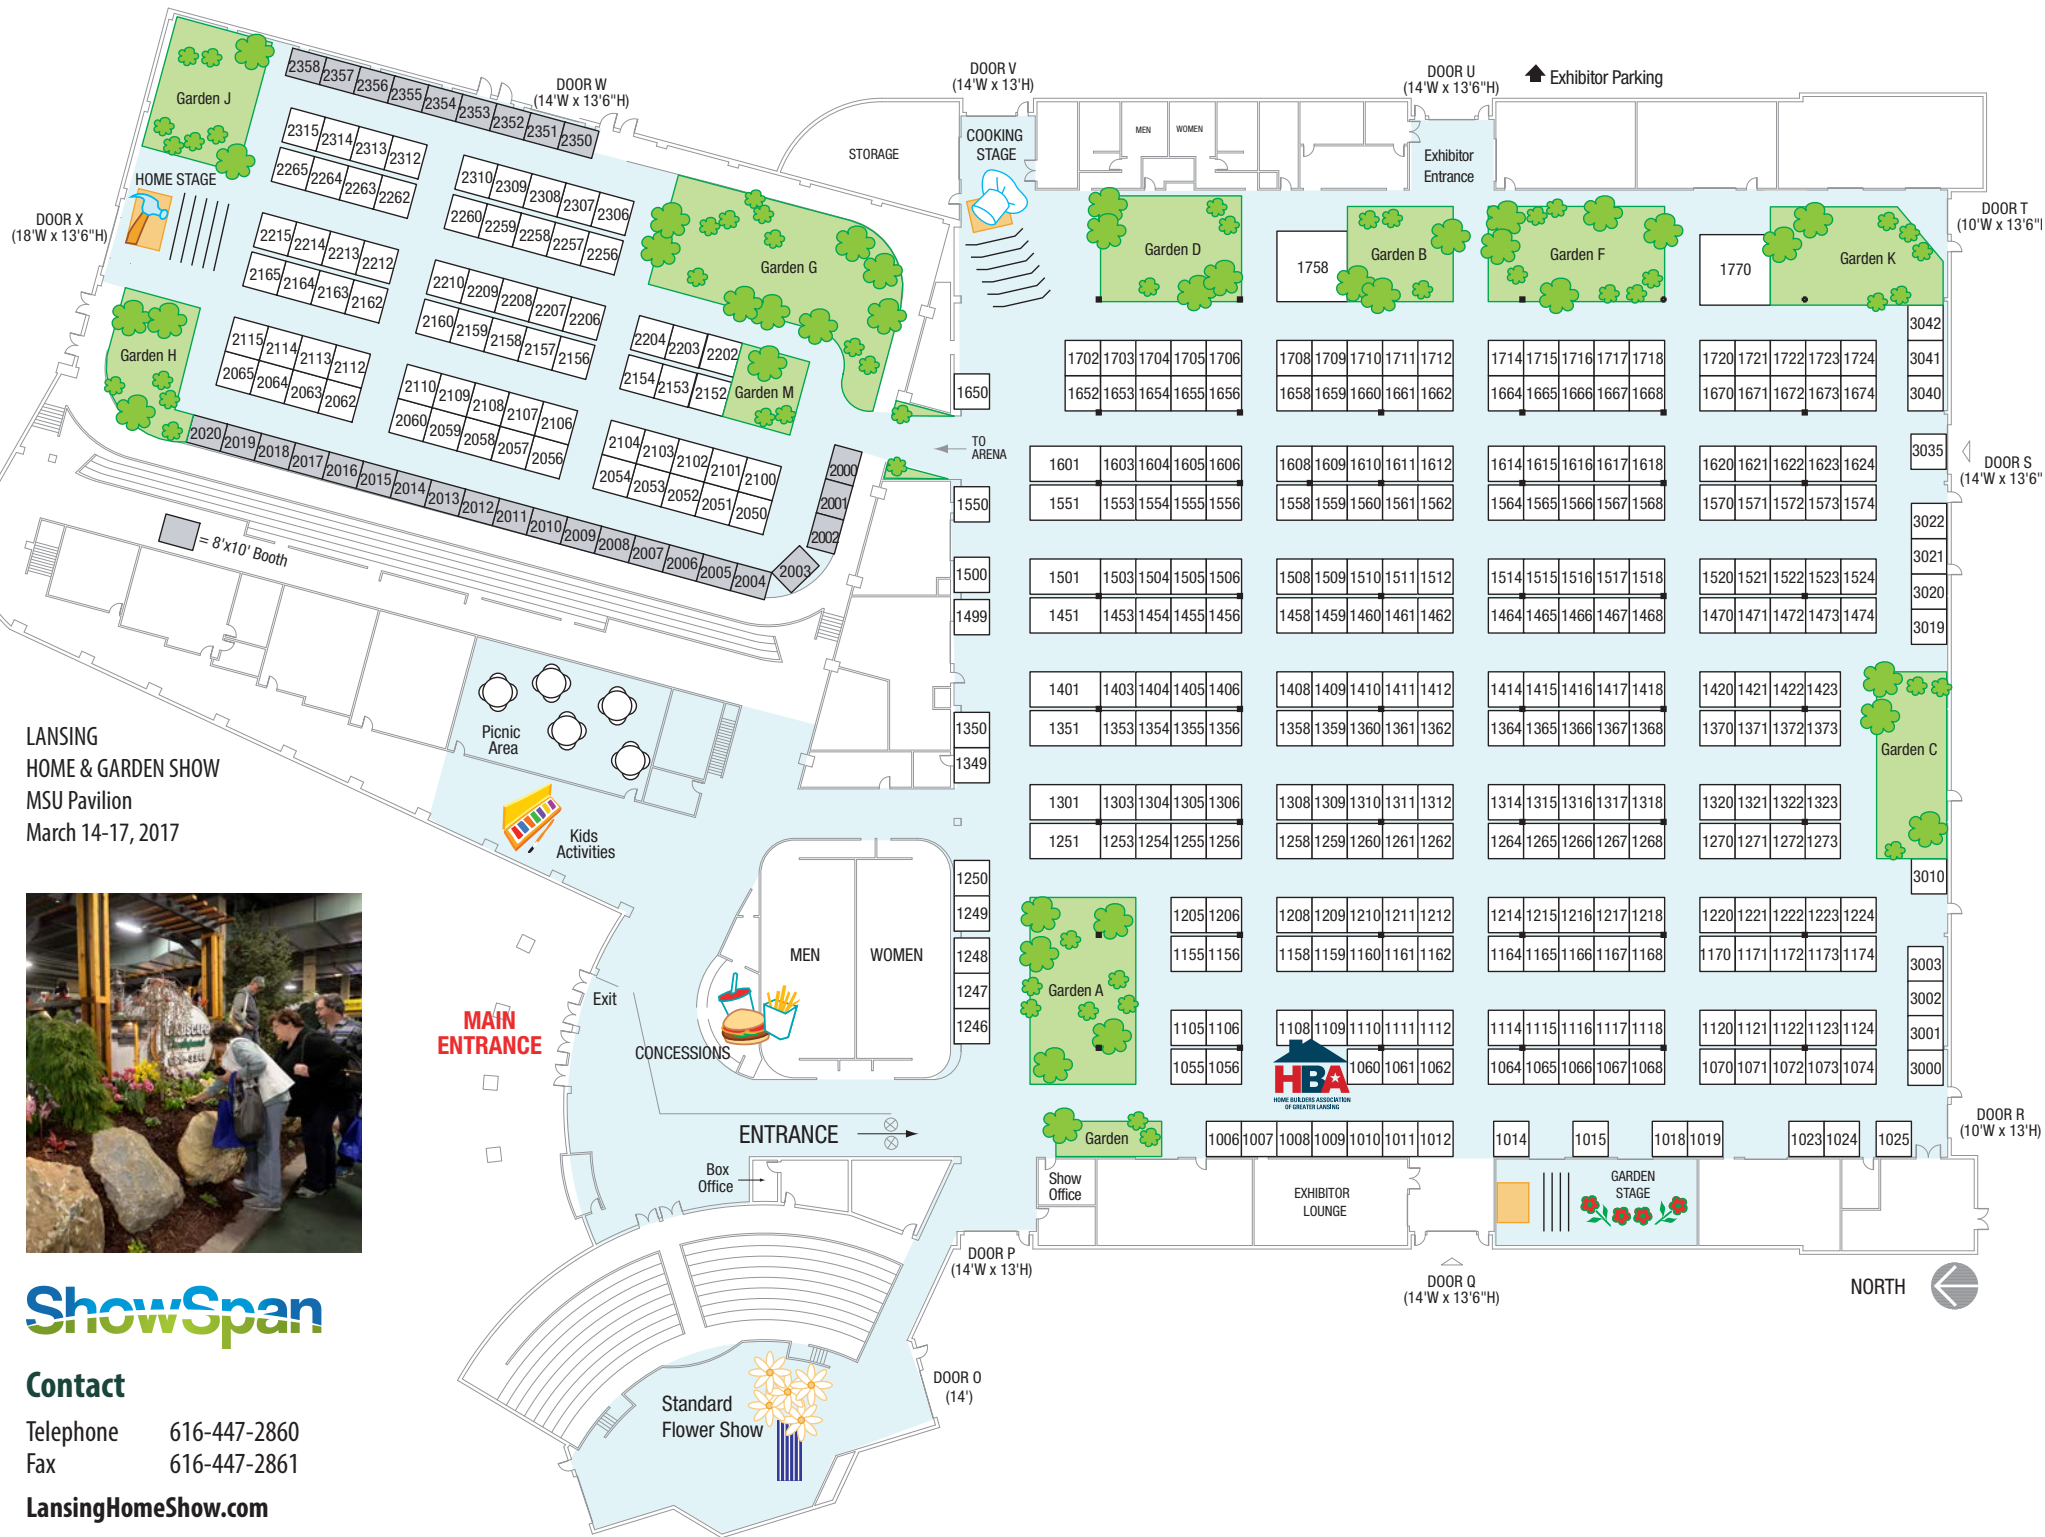 DOOR V
(14'W x 13'H)
DOOR U
(14'W x 13'6"H)
Exhibitor Parking
DOOR W
(14'W x 13'6"H)
2358 2357 2356 2355 2354 2353 2352 2351 2350
Garden J
2315 2314 2313 2312
2265 2264 2263 2262
2310 2309 2308 2307 2306
2260 2259 2258 2257 2256
HOME STAGE
DOOR X
(18'W x 13'6"H)
2215 2214 2213 2212
2165 2164 2163 2162
2210 2209 2208 2207 2206
2160 2159 2158 2157 2156
Garden G
2204 2203 2202
2154 2153 2152
Garden M
Garden H
2115 2114 2113 2112
2065 2064 2063 2062
2110 2109 2108 2107 2106
2060 2059 2058 2057 2056
2104 2103 2102 2101 2100
2054 2053 2052 2051 2050
2020 2019 2018 2017 2016 2015 2014 2013 2012 2011 2010 2009 2008 2007 2006 2005 2004
2003
2002
2001
2000
= 8'x10' Booth
STORAGE
COOKING
STAGE
MEN
WOMEN
Exhibitor
Entrance
DOOR T
(10'W x 13'6"H
Garden D
1758
Garden B
Garden F
1770
Garden K
3042
3041
3040
1650
1702 1703 1704 1705 1706 1708 1709 1710 1711 1712 1714 1715 1716 1717 1718 1720 1721 1722 1723 1724
1652 1653 1654 1655 1656 1658 1659 1660 1661 1662 1664 1665 1666 1667 1668 1670 1671 1672 1673 1674
TO
ARENA
3035
DOOR S
(14'W x 13'6"
1601 1603 1604 1605 1606 1608 1609 1610 1611 1612 1614 1615 1616 1617 1618 1620 1621 1622 1623 1624
1550
1551 1553 1554 1555 1556 1558 1559 1560 1561 1562 1564 1565 1566 1567 1568 1570 1571 1572 1573 1574
3022
3021
3020
3019
1500
1499
1501 1503 1504 1505 1506 1508 1509 1510 1511 1512 1514 1515 1516 1517 1518 1520 1521 1522 1523 1524
1451 1453 1454 1455 1456 1458 1459 1460 1461 1462 1464 1465 1466 1467 1468 1470 1471 1472 1473 1474
1401 1403 1404 1405 1406 1408 1409 1410 1411 1412 1414 1415 1416 1417 1418 1420 1421 1422 1423
1350
1349
1351 1353 1354 1355 1356 1358 1359 1360 1361 1362 1364 1365 1366 1367 1368 1370 1371 1372 1373
Garden C
1301 1303 1304 1305 1306 1308 1309 1310 1311 1312 1314 1315 1316 1317 1318 1320 1321 1322 1323
1251 1253 1254 1255 1256 1258 1259 1260 1261 1262 1264 1265 1266 1267 1268 1270 1271 1272 1273
3010
Picnic
Area
Kids
Activities
LANSING
HOME & GARDEN SHOW
MSU Pavilion
March 14-17, 2017
1250
1249
1248
1247
1246
1205 1206 1208 1209 1210 1211 1212 1214 1215 1216 1217 1218 1220 1221 1222 1223 1224
1155 1156 1158 1159 1160 1161 1162 1164 1165 1166 1167 1168 1170 1171 1172 1173 1174
3003
3002
3001
3000
Garden A
1105 1106 1108 1109 1110 1111 1112 1114 1115 1116 1117 1118 1120 1121 1122 1123 1124
1055 1056 1060 1061 1062 1064 1065 1066 1067 1068 1070 1071 1072 1073 1074
HBA
HOME BUILDERS ASSOCIATION
OF GREATER LANSING
MEN
WOMEN
Exit
MAIN
ENTRANCE
CONCESSIONS
ENTRANCE
Box
Office
Garden
1006 1007 1008 1009 1010 1011 1012 1014 1015 1018 1019 1023 1024 1025
DOOR R
(10'W x 13'H)
Show
Office
EXHIBITOR
LOUNGE
GARDEN
STAGE
DOOR P
(14'W x 13'H)
DOOR Q
(14'W x 13'6"H)
NORTH
DOOR O
(14')
Standard
Flower Show
ShowSpan
Contact
Telephone 616-447-2860
Fax 616-447-2861
LansingHomeShow.com